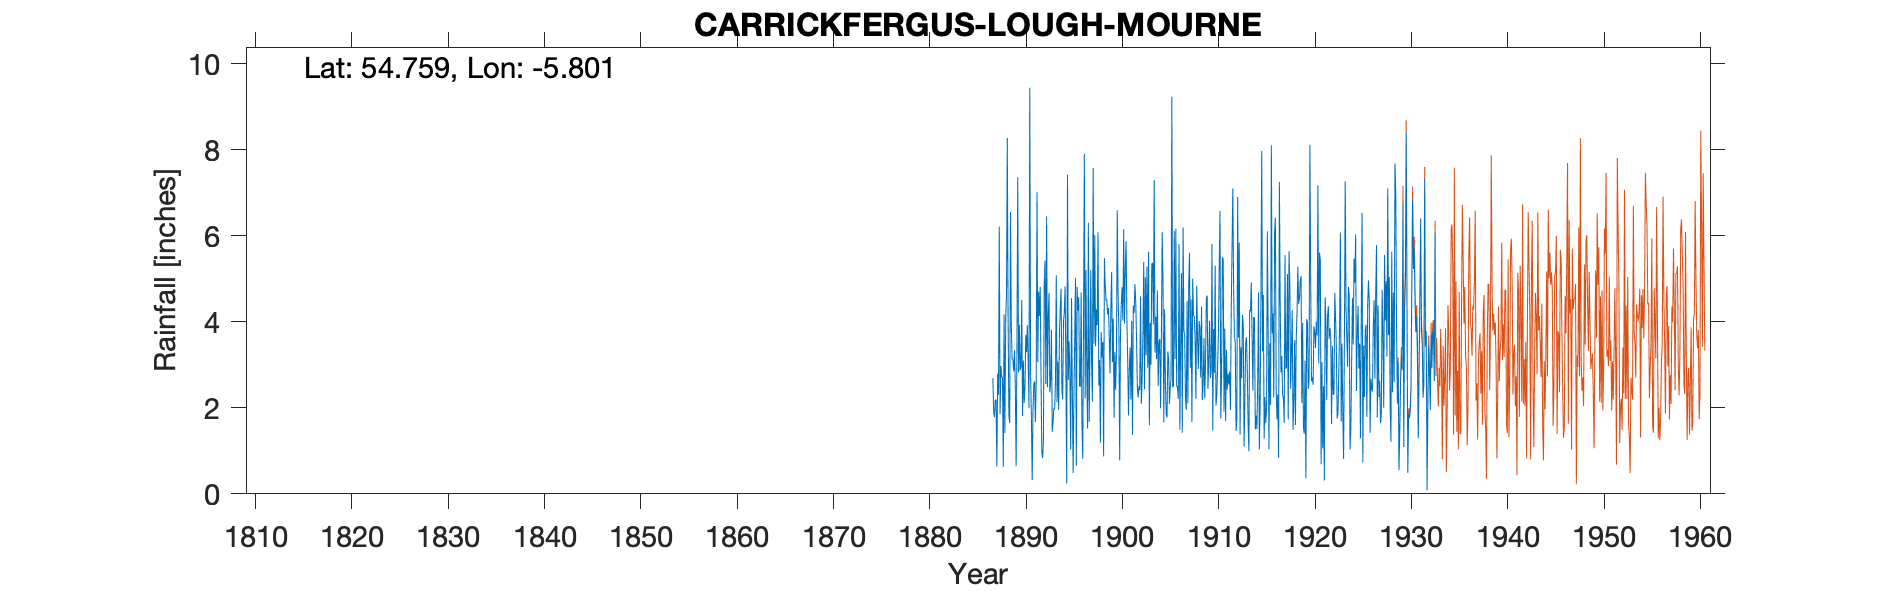 CARRICKFERGUS-LOUGH-MOURNE
Lat: 54.759, Lon: -5.801
10
8
6
4
2
0
Rainfall [inches]
1810 1820 1830 1840 1850 1860 1870 1880 1890 1900 1910 1920 1930 1940 1950 1960
Year